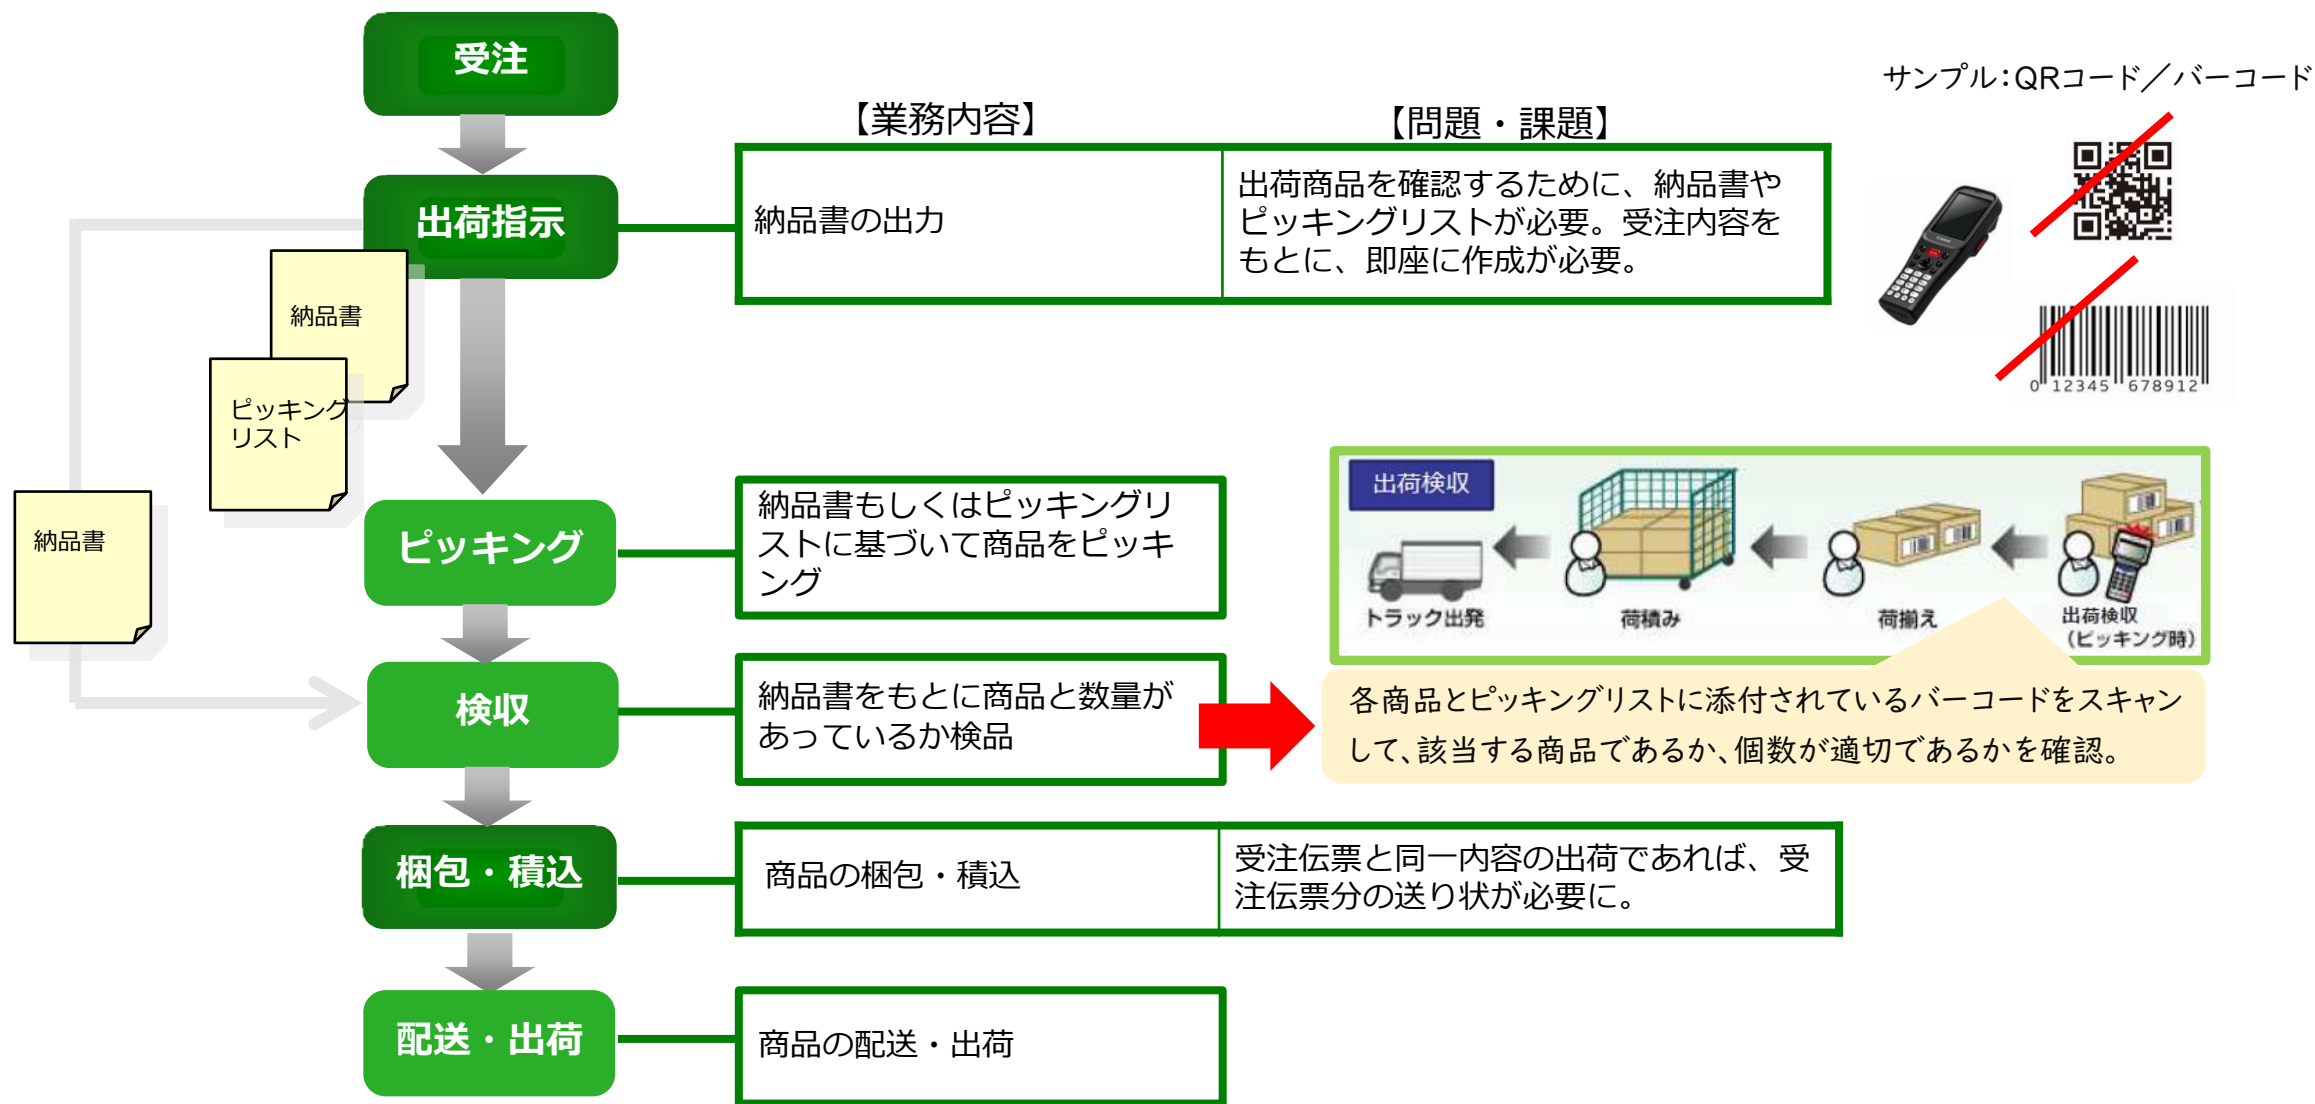 受注
サンプル：QRコード／バーコード
【業務内容】
【問題・課題】
出荷指示
納品書の出力
出荷商品を確認するために、納品書や
ピッキングリストが必要。受注内容を
もとに、即座に作成が必要。
納品書
ピッキング
リスト
0 12345 678912
納品書
ピッキング
納品書もしくはピッキングリ
ストに基づいて商品をピッキ
ング
出荷検収
トラック出発
荷積み
荷揃え
出荷検収
（ピッキング時）
検収
納品書をもとに商品と数量が
あっているか検品
各商品とピッキングリストに添付されているバーコードをスキャン
して、該当する商品であるか、個数が適切であるかを確認。
梱包・積込
商品の梱包・積込
受注伝票と同一内容の出荷であれば、受
注伝票分の送り状が必要に。
配送・出荷
商品の配送・出荷